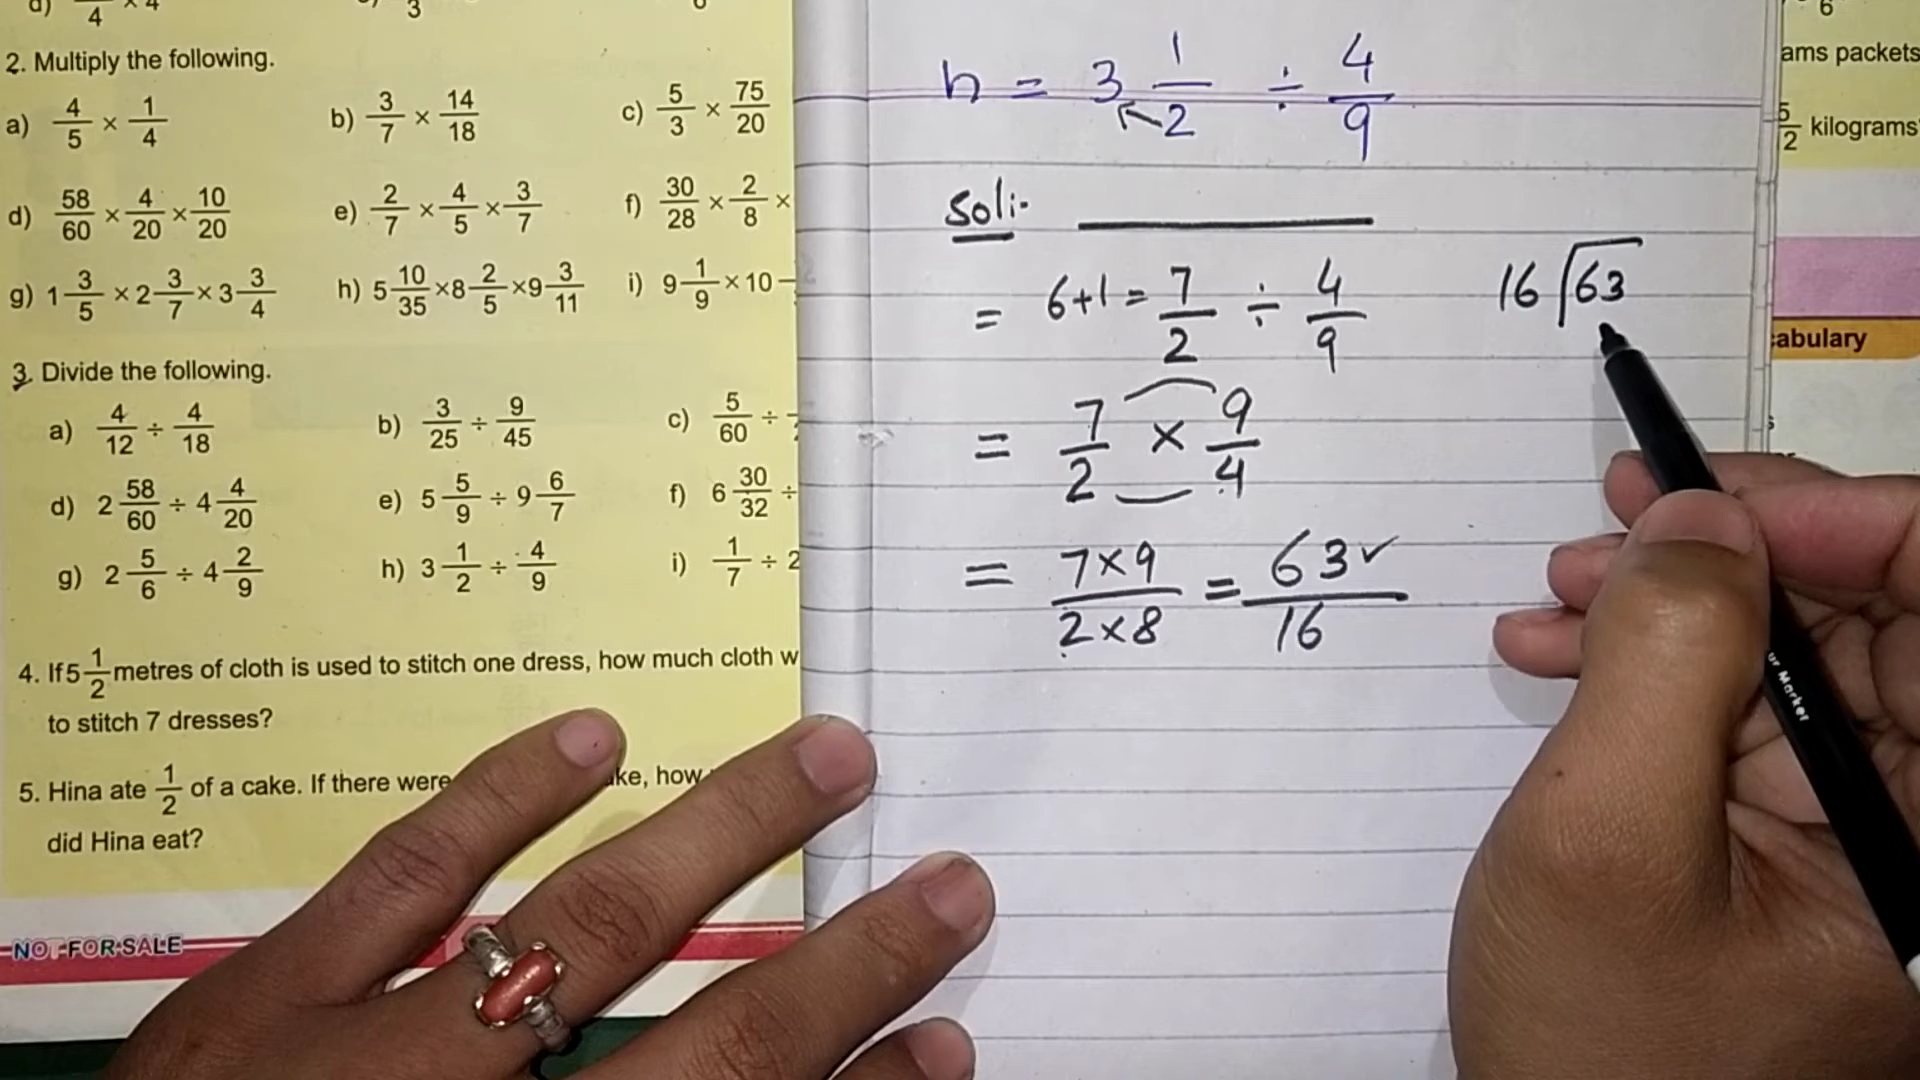 d) 4 × 4
3
6
2. Multiply the following.
a) 4/5 × 1/4 b) 3/7 × 14/18 c) 5/3 × 75/20
d) 58/60 × 4/20 × 10/20 e) 2/7 × 4/5 × 3/7 f) 30/28 × 2/8 ×
g) 1 3/5 × 2 3/7 × 3 3/4 h) 5 10/35 × 8 2/5 × 9 3/11 i) 9 1/9 × 10
3. Divide the following.
a) 4/12 ÷ 4/18 b) 3/25 ÷ 9/45 c) 5/60 ÷
d) 2 58/60 ÷ 4 4/20 e) 5 5/9 ÷ 9 6/7 f) 6 30/32 ÷
g) 2 5/6 ÷ 4 2/9 h) 3 1/2 ÷ 4/9 i) 1/7 ÷ 2
4. If 5 1/2 metres of cloth is used to stitch one dress, how much cloth w
to stitch 7 dresses?
5. Hina ate 1/2 of a cake. If there were ke, how
did Hina eat?
NOT FOR SALE
h = 3 1/2 ÷ 4/9
Sol:-
= 6+1 = 7/2 ÷ 4/9
= 7/2 × 9/4
= 7×9/2×8 = 63/16
16 63
6
ams packets
5/2 kilograms
cabulary
ur Marker